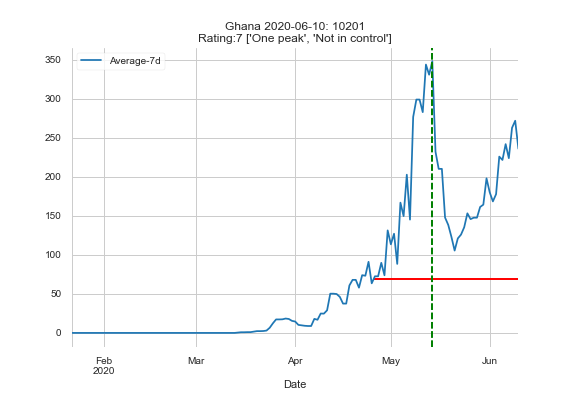 Ghana 2020-06-10: 10201
Rating:7 ['One peak', 'Not in control']
Average-7d
350
300
250
200
150
100
50
0
Feb
2020
Mar
Apr
May
Jun
Date